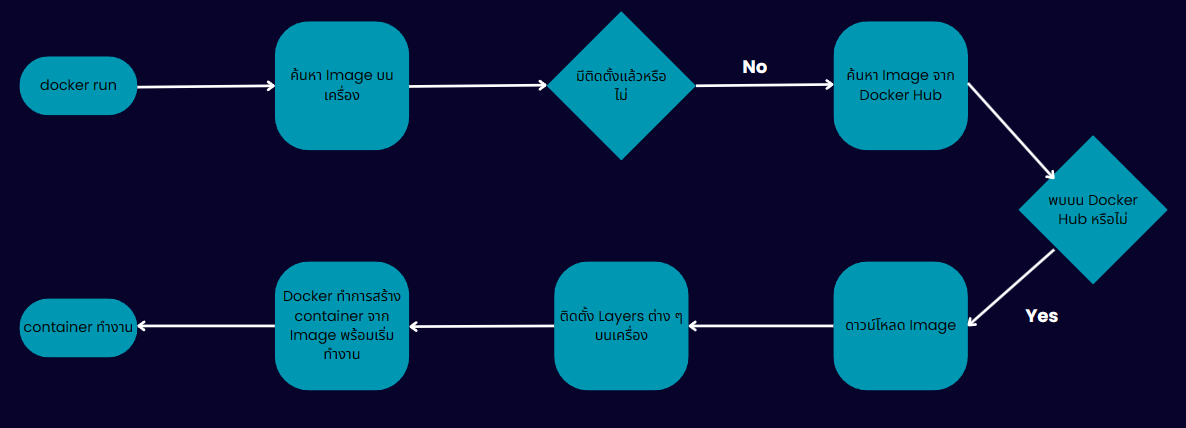 docker run
ค้นหา Image บน
เครื่อง
มีติดตั้งแล้วหรือ
ไม่
No
ค้นหา Image จาก
Docker Hub
พบบน Docker
Hub หรือไม่
Yes
ดาวน์โหลด Image
ติดตั้ง Layers ต่าง ๆ
บนเครื่อง
Docker ทำการสร้าง
container จาก
Image พร้อมเริ่ม
ทำงาน
container ทำงาน